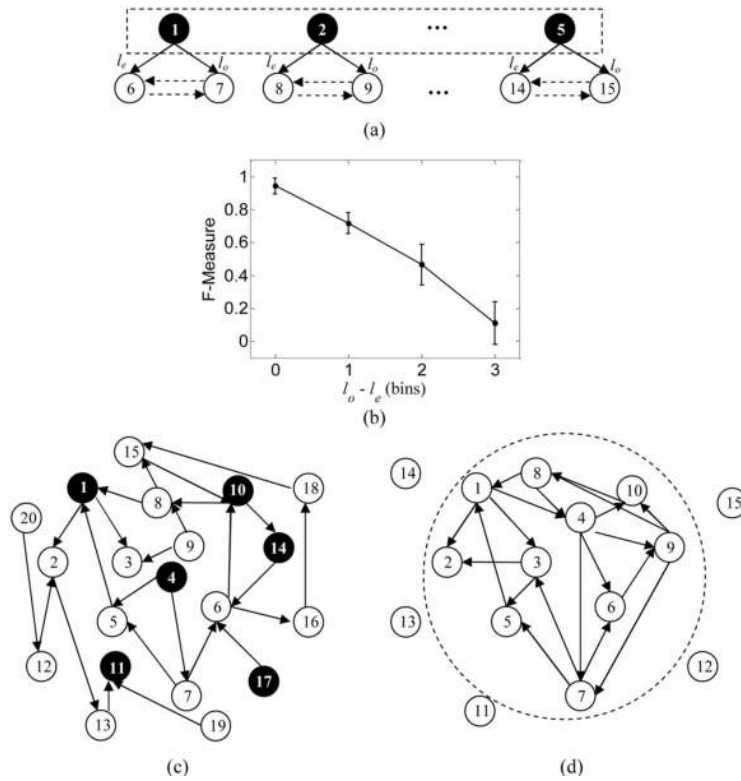 1 2 ... 5
l_e l_o l_e l_o l_e l_o
6 7 8 9 ... 14 15
(a)
1
0.8
0.6
0.4
0.2
0
F-Measure
0 1 2 3
l_o - l_e (bins)
(b)
15
1 8 10 18
20 9 14
2 3 4
5 6 16
12 11 7 17
13 19
(c)
14 8 10 15
1 4
2 3 9
6
13 5
12
7
11
(d)